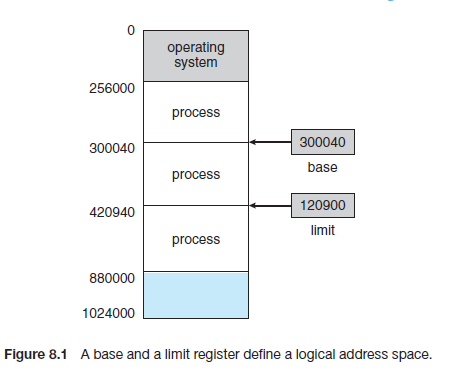 0
operating
system
256000
process
300040
300040
base
process
420940
120900
limit
process
880000
1024000
Figure 8.1 A base and a limit register define a logical address space.